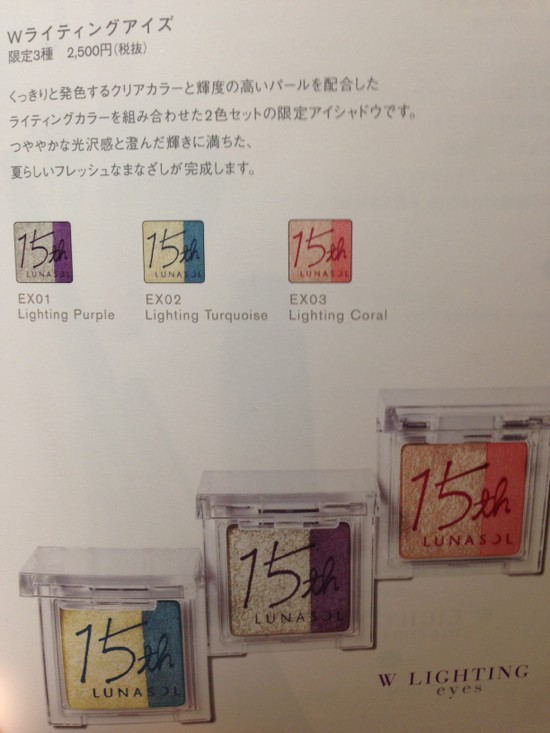 Wライティングアイズ
限定3種 2,500円(税抜)
くっきりと発色するクリアカラーと輝度の高いパールを配合した
ライティングカラーを組み合わせた2色セットの限定アイシャドウです。
つややかな光沢感と澄んだ輝きに満ちた、
夏らしいフレッシュなまなざしが完成します。
15th
LUNASOL
15th
LUNASOL
15th
LUNASOL
EX01
Lighting Purple
EX02
Lighting Turquoise
EX03
Lighting Coral
15th
LUNASOL
15th
LUNASOL
15th
LUNASOL
W LIGHTING
eyes